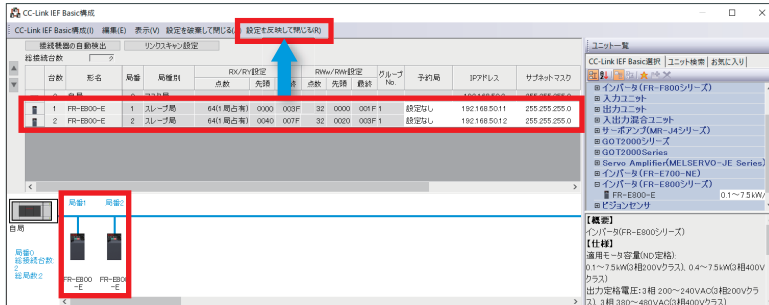 CC-Link IEF Basic構成
CC-Link IEF Basic構成(I) 編集(E) 表示(V) 設定を破棄して閉じる(A) 設定を反映して閉じる(R)
接続機器の自動検出 リンクスキャン設定
総接続台数
台数 形名 局番 局種別 RX/RY設定 RWw/RWr設定 グループNo. 予約局 IPアドレス サブネットマスク
点数 先頭 点数 先頭 最終
1 FR-E800-E 1 スレーブ局 64(1局占有) 0000 003F 32 0000 001F 1 設定なし 192.168.50.11 255.255.255.0
2 FR-E800-E 2 スレーブ局 64(1局占有) 0040 007F 32 0020 003F 1 設定なし 192.168.50.12 255.255.255.0
局番1 局番2
自局
局番0
総接続台数:
2
総局数:2
FR-E800
-E
FR-E800
-E
ユニット一覧
CC-Link IEF Basic選択 ユニット検索 お気に入り
インバータ(FR-F800シリーズ)
入力ユニット
出力ユニット
入出力混合ユニット
サーボアンプ(MR-J4シリーズ)
GOT2000シリーズ
GOT2000Series
Servo Amplifier(MELSERVO-JE Series)
インバータ(FR-E700-NE)
インバータ(FR-E800シリーズ)
FR-E800-E 0.1～7.5kW/
ビジョンセンサ
【概要】
インバータ(FR-E800シリーズ)
【仕様】
適用モータ容量(ND定格):
0.1～7.5kW(3相200Vクラス)、0.4～7.5kW(3相400V
クラス)
出力定格電圧:3相 200～240VAC(3相200Vクラ
ス)、3相 380～480VAC(3相400Vクラス)